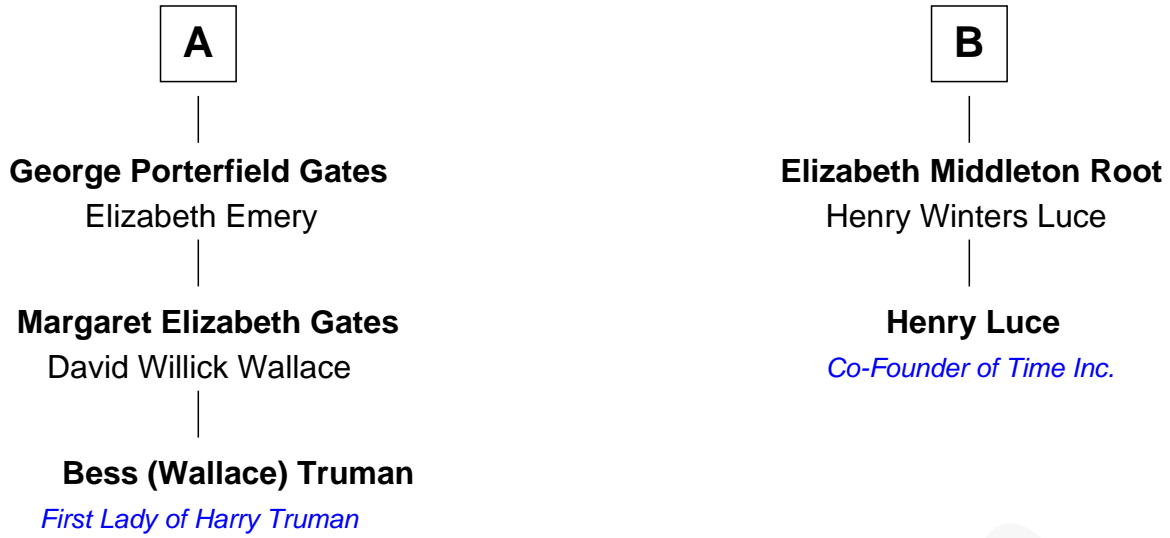 A
George Porterfield Gates
Elizabeth Emery
Margaret Elizabeth Gates
David Willick Wallace
Bess (Wallace) Truman
First Lady of Harry Truman
B
Elizabeth Middleton Root
Henry Winters Luce
Henry Luce
Co-Founder of Time Inc.